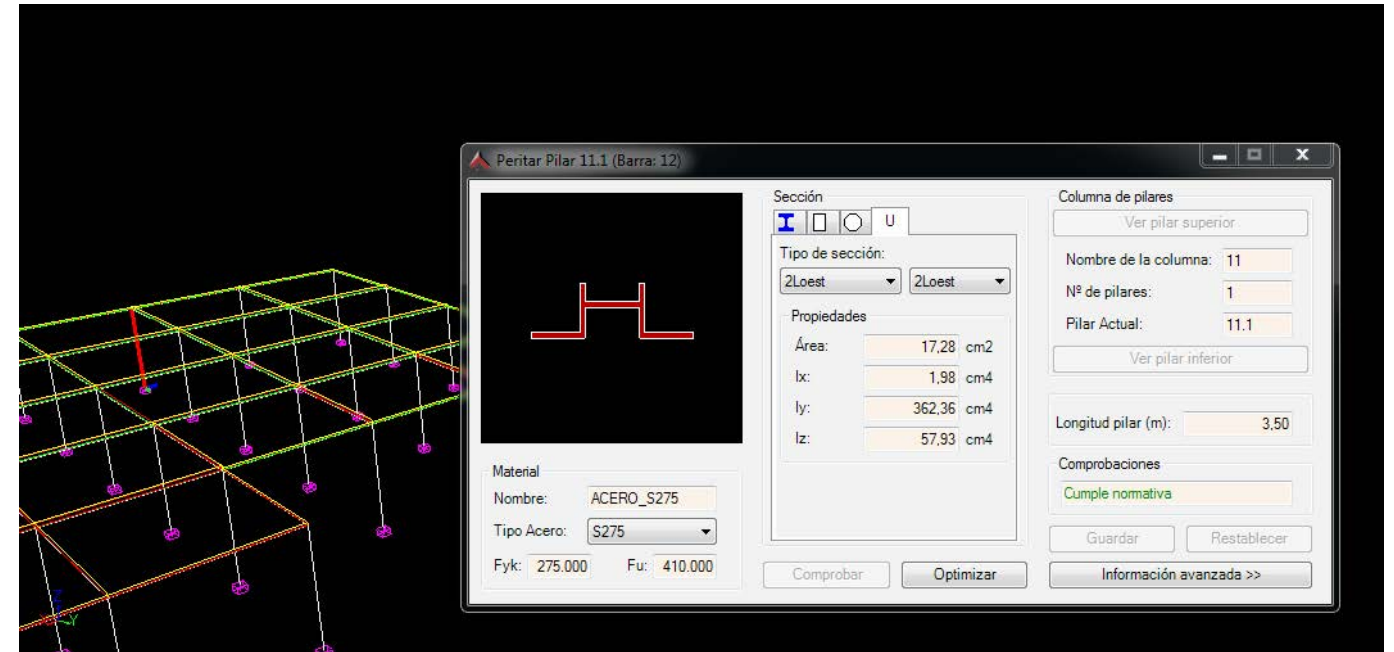 Peritar Pilar 11.1 (Barra: 12)
Sección
U
Tipo de sección:
2Loest 2Loest
Propiedades
Área: 17,28 cm2
Ix: 1,98 cm4
Iy: 362,36 cm4
Iz: 57,93 cm4
Material
Nombre: ACERO_S275
Tipo Acero: S275
Fyk: 275.000 Fu: 410.000
Comprobar Optimizar
Columna de pilares
Ver pilar superior
Nombre de la columna: 11
Nº de pilares: 1
Pilar Actual: 11.1
Ver pilar inferior
Longitud pilar (m): 3,50
Comprobaciones
Cumple normativa
Guardar Restablecer
Información avanzada >>
Z
X Y